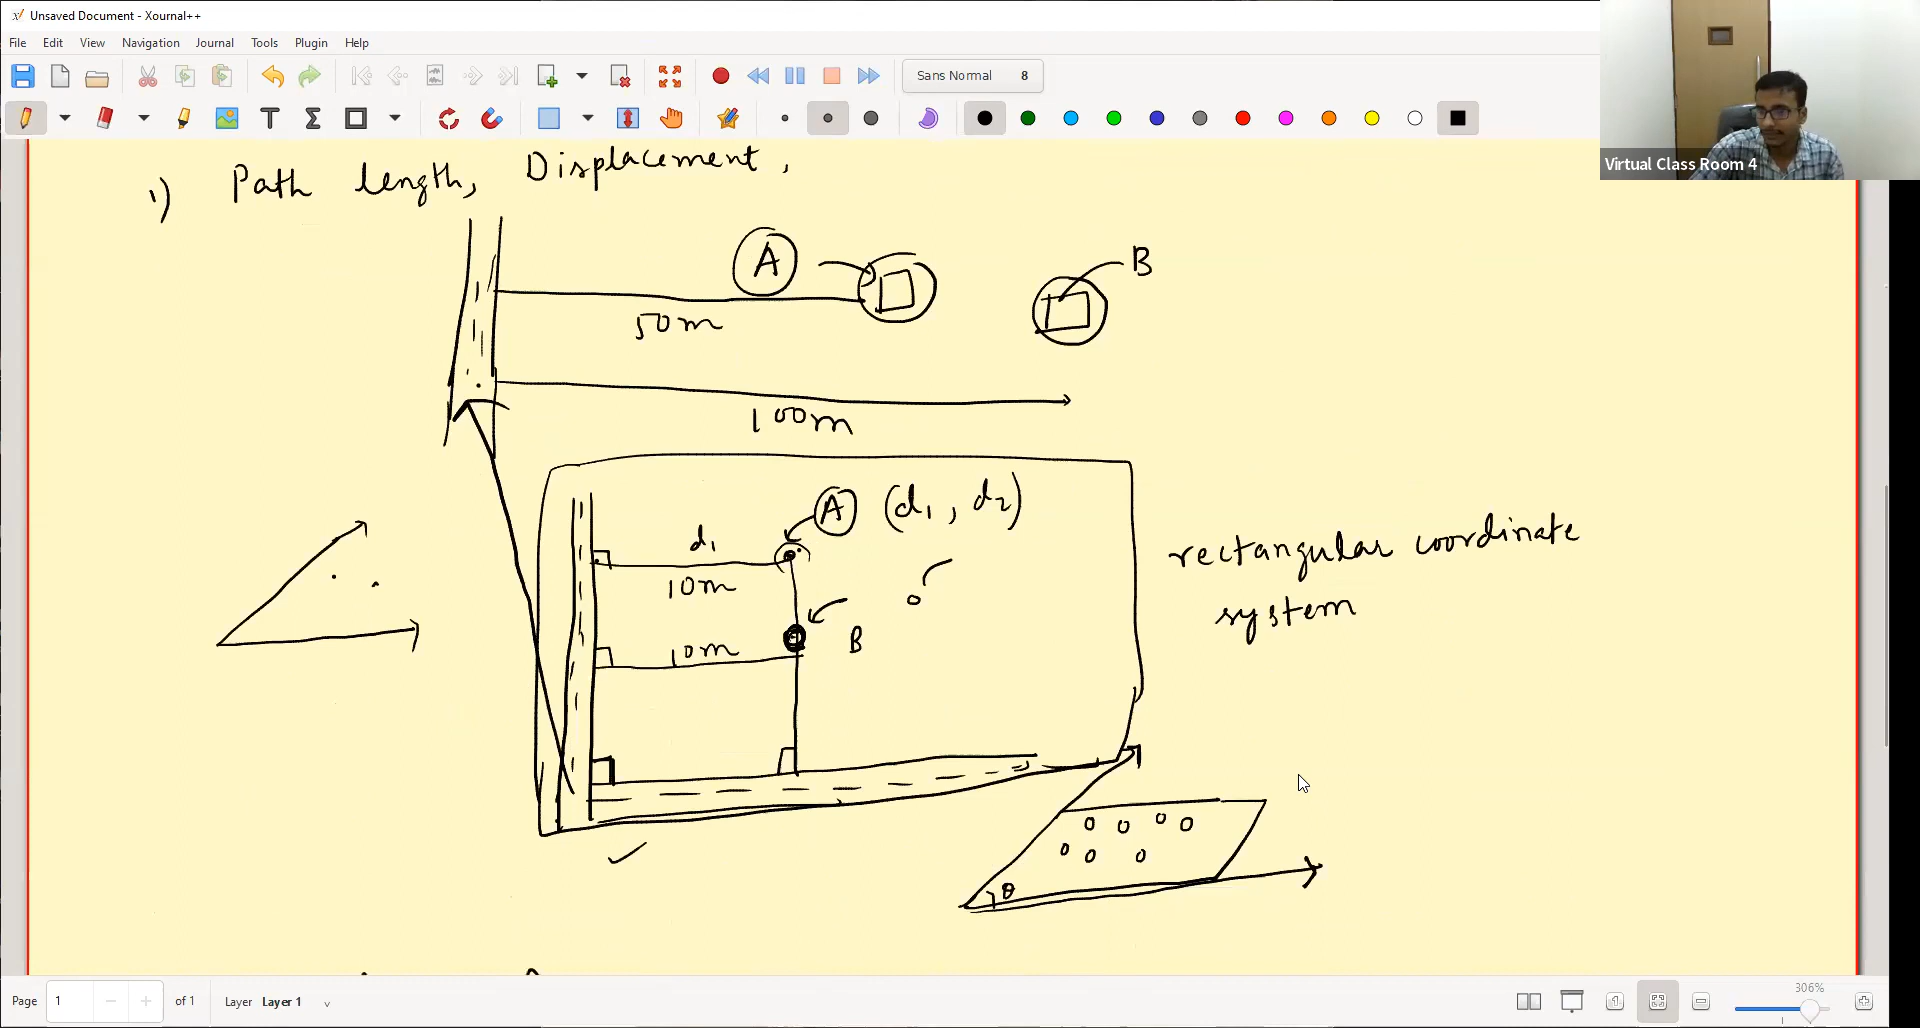 Unsaved Document - Xournal++
File Edit View Navigation Journal Tools Plugin Help
Sans Normal 8
Virtual Class Room 4
1) Path length, Displacement,
A
B
50m
100m
A (d1, d2)
d1
10m
rectangular coordinate
system
10m
B
θ
Page 1 of 1 Layer Layer 1 306%